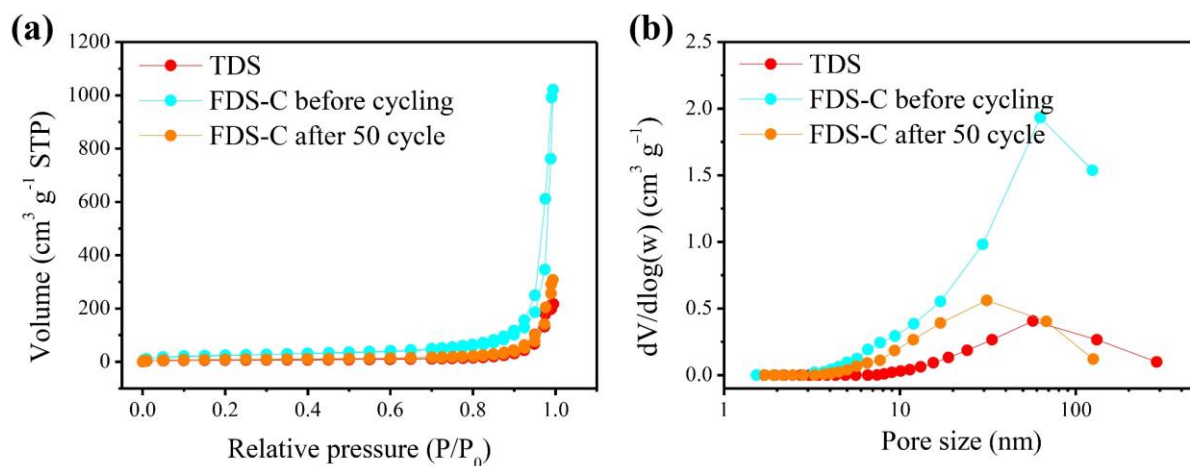 (a)
1200
1000
800
600
400
200
0
Volume (cm³ g⁻¹ STP)
TDS
FDS-C before cycling
FDS-C after 50 cycle
0.0 0.2 0.4 0.6 0.8 1.0
Relative pressure (P/P₀)
(b)
2.5
2.0
1.5
1.0
0.5
0.0
dV/dlog(w) (cm³ g⁻¹)
TDS
FDS-C before cycling
FDS-C after 50 cycle
1 10 100
Pore size (nm)